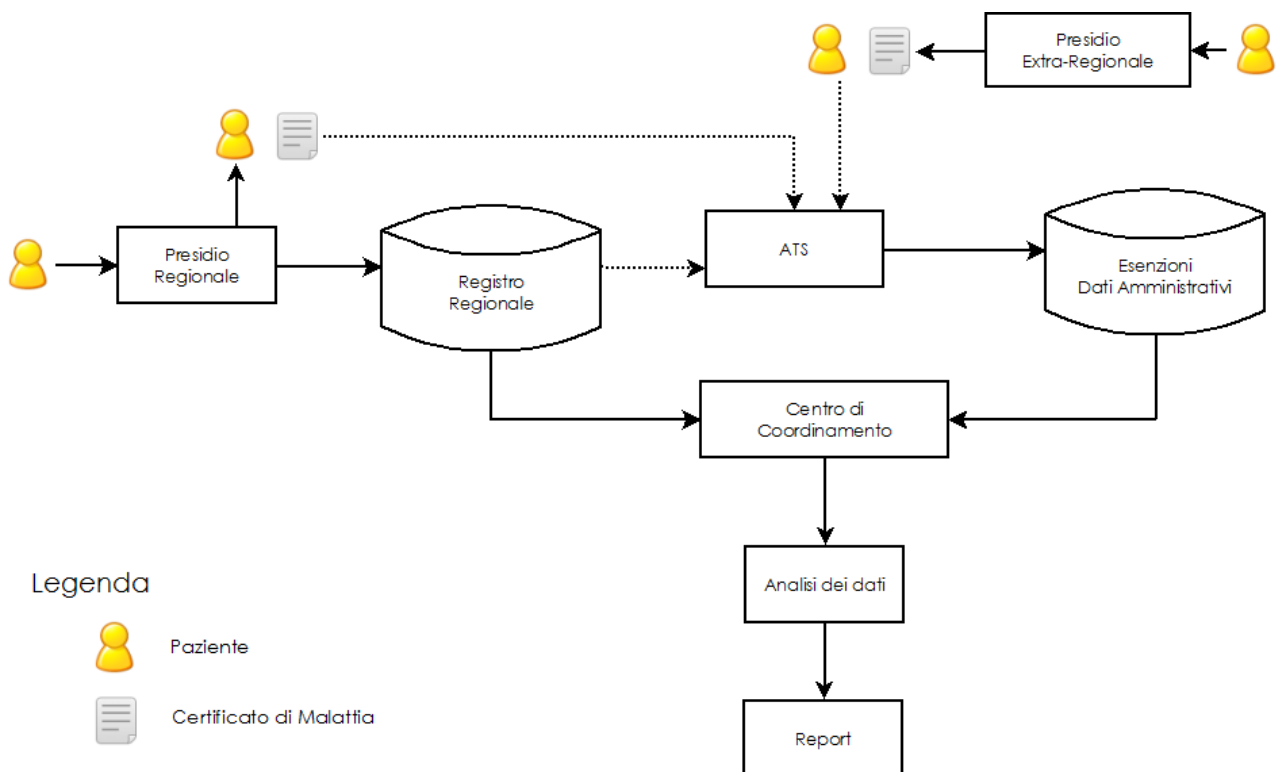 Presidio
Extra-Regionale
Presidio
Regionale
Registro
Regionale
ATS
Esenzioni
Dati Amministrativi
Centro di
Coordinamento
Analisi dei dati
Legenda
Paziente
Certificato di Malattia
Report